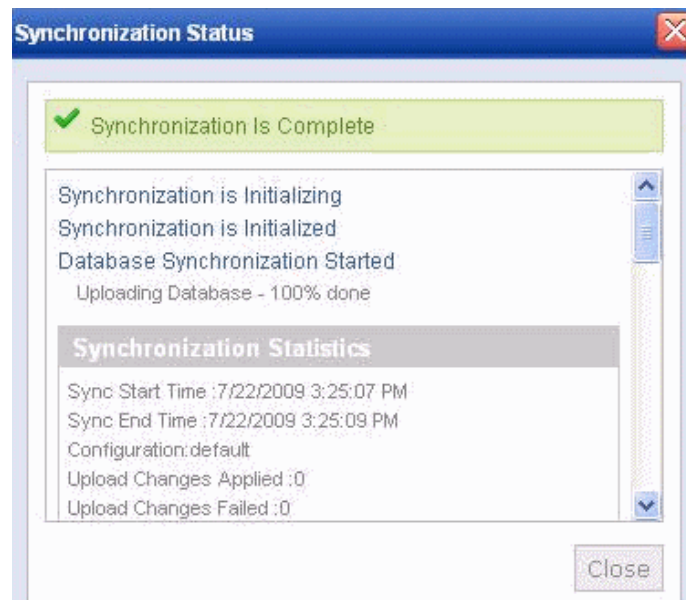 Synchronization Status
Synchronization Is Complete
Synchronization is Initializing
Synchronization is Initialized
Database Synchronization Started
Uploading Database - 100% done
Synchronization Statistics
Sync Start Time :7/22/2009 3:25:07 PM
Sync End Time :7/22/2009 3:25:09 PM
Configuration:default
Upload Changes Applied :0
Upload Changes Failed :0
Close